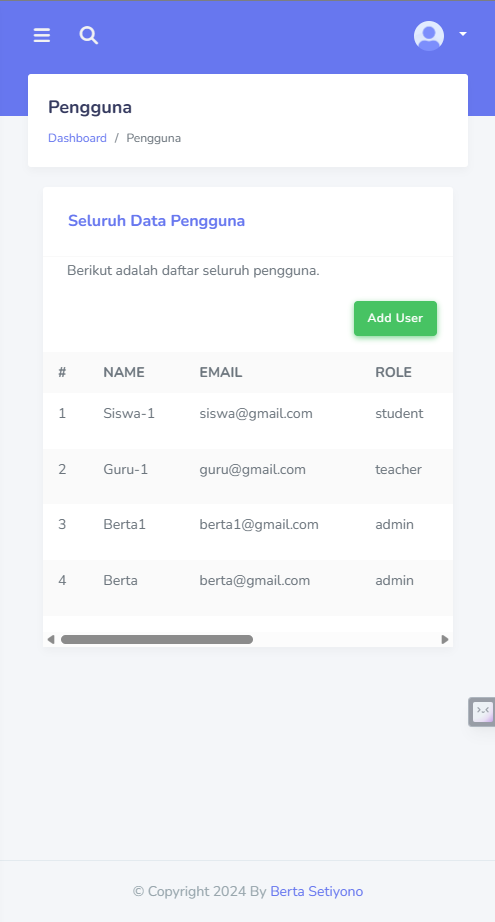 Pengguna
Dashboard / Pengguna
Seluruh Data Pengguna
Berikut adalah daftar seluruh pengguna.
Add User
# NAME EMAIL ROLE
1 Siswa-1 siswa@gmail.com student
2 Guru-1 guru@gmail.com teacher
3 Berta1 berta1@gmail.com admin
4 Berta berta@gmail.com admin
© Copyright 2024 By Berta Setiyono